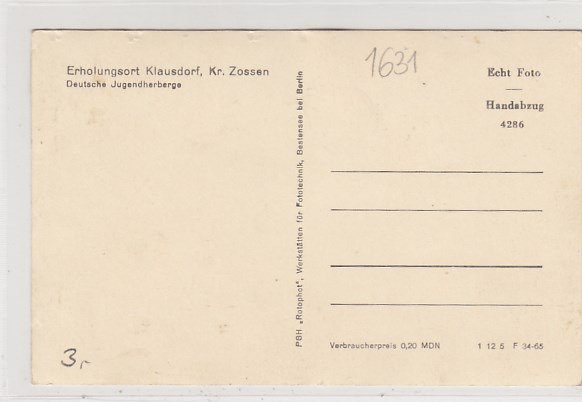 Erholungsort Klausdorf, Kr. Zossen
Deutsche Jugendherberge
3,-
PBH „Rotophot“, Werkstätten für Fototechnik, Bestensee bei Berlin
1631
Echt Foto
Handabzug
4286
Verbraucherpreis 0,20 MDN 1 12 5 F 34-65